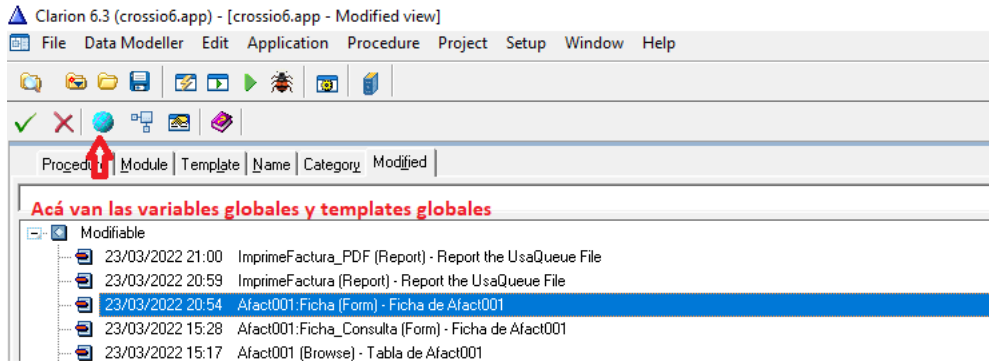 Clarion 6.3 (crossio6.app) - [crossio6.app - Modified view]
File Data Modeller Edit Application Procedure Project Setup Window Help
Procedure Module Template Name Category Modified
Acá van las variables globales y templates globales
Modifiable
23/03/2022 21:00 ImprimeFactura_PDF (Report) - Report the UsaQueue File
23/03/2022 20:59 ImprimeFactura (Report) - Report the UsaQueue File
23/03/2022 20:54 Afact001:Ficha (Form) - Ficha de Afact001
23/03/2022 15:28 Afact001:Ficha_Consulta (Form) - Ficha de Afact001
23/03/2022 15:17 Afact001 (Browse) - Tabla de Afact001